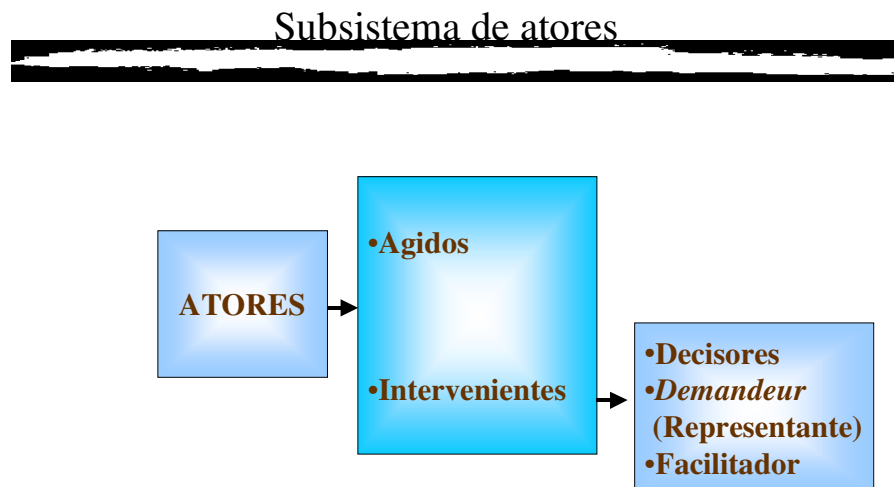 Subsistema de atores
ATORES
•Agidos
•Intervenientes
•Decisores
•Demandeur
(Representante)
•Facilitador